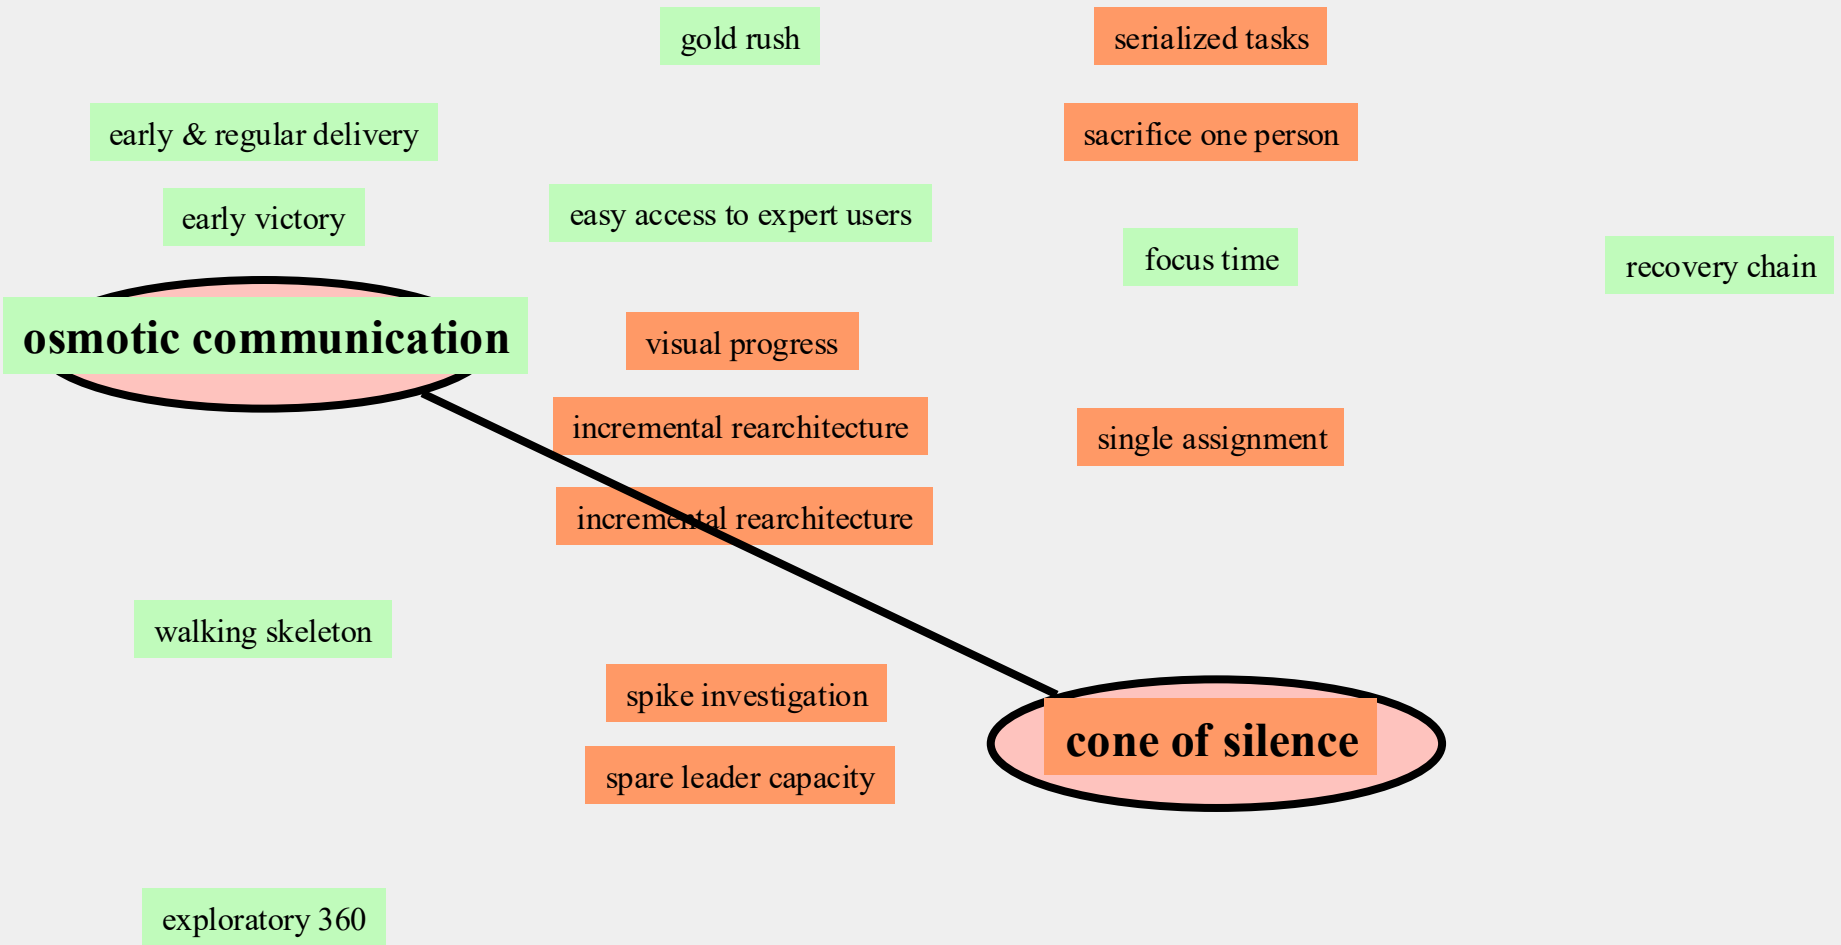 gold rush
serialized tasks
early & regular delivery
sacrifice one person
early victory
easy access to expert users
focus time
recovery chain
osmotic communication
visual progress
incremental rearchitecture
single assignment
incremental rearchitecture
walking skeleton
spike investigation
cone of silence
spare leader capacity
exploratory 360